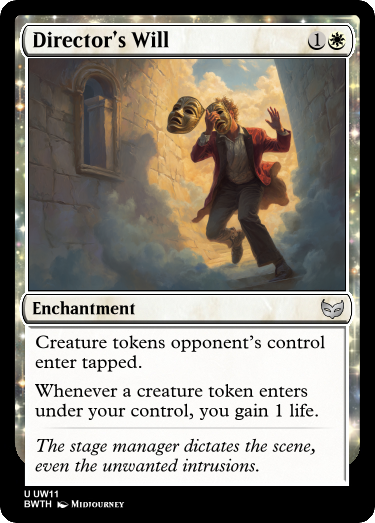 Director's Will
1
Enchantment
Creature tokens opponent's control
enter tapped.
Whenever a creature token enters
under your control, you gain 1 life.
The stage manager dictates the scene,
even the unwanted intrusions.
U UW11
BWTH Midjourney